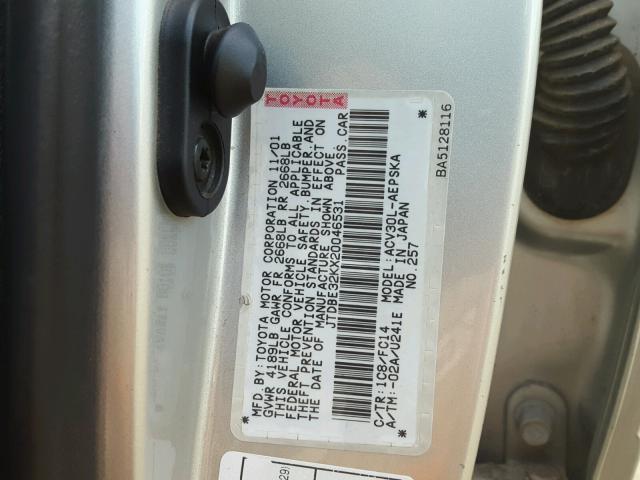 TOYOTA
MFD.BY:TOYOTA MOTOR CORPORATION 11/01
GVWR 4189LB GAWR FR 2668LB RR 2668LB
THIS VEHICLE CONFORMS TO ALL APPLICABLE
FEDERAL MOTOR VEHICLE SAFETY, BUMPER, AND
THEFT PREVENTION STANDARDS IN EFFECT ON
THE DATE OF MANUFACTURE SHOWN ABOVE.
JTDBE32KX20046531 PASS.CAR
C/TR:1C8/FC14 ACV30L-AEPSKA
A/TM:-02A/U241E MADE IN JAPAN
NO.257
BA5128116